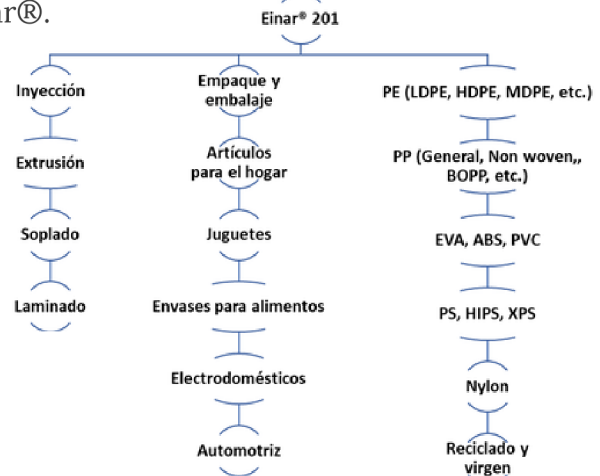 ar®.
Einar® 201
Inyección
Extrusión
Soplado
Laminado
Empaque y
embalaje
Artículos
para el hogar
Juguetes
Envases para alimentos
Electrodomésticos
Automotriz
PE (LDPE, HDPE, MDPE, etc.)
PP (General, Non woven,,
BOPP, etc.)
EVA, ABS, PVC
PS, HIPS, XPS
Nylon
Reciclado y
virgen